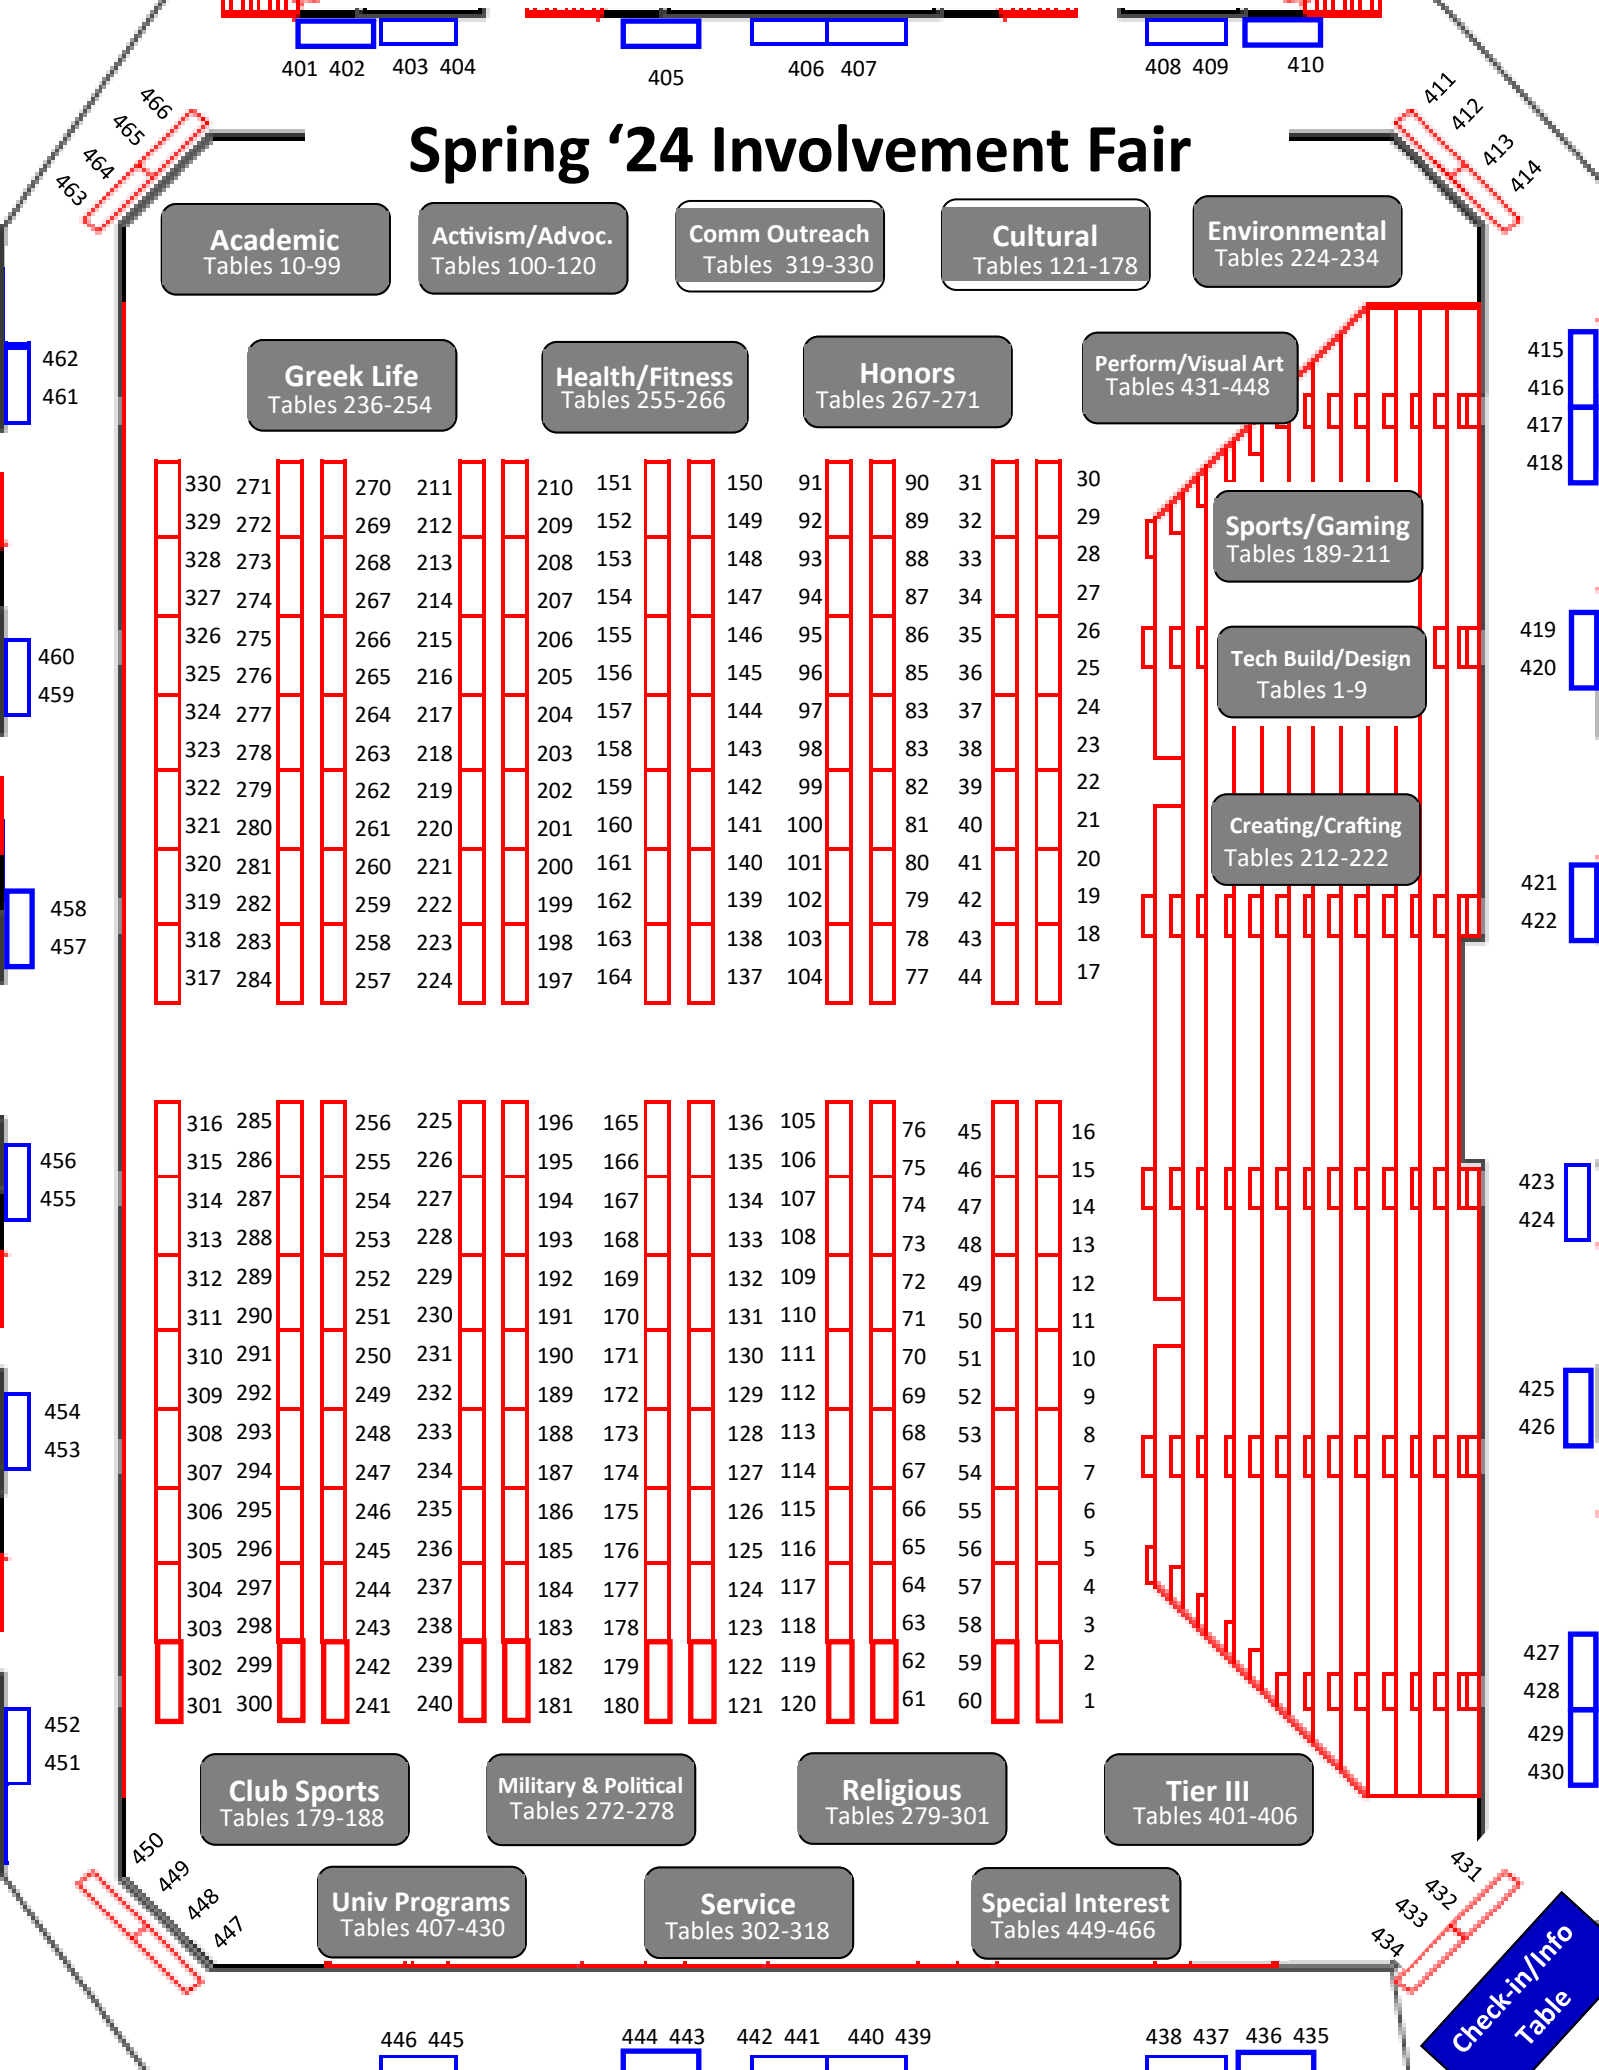 401 402 403 404 405 406 407 408 409 410
466 465 464 463
411 412 413 414
Spring ‘24 Involvement Fair
Academic
Tables 10-99
Activism/Advoc.
Tables 100-120
Comm Outreach
Tables 319-330
Cultural
Tables 121-178
Environmental
Tables 224-234
Greek Life
Tables 236-254
Health/Fitness
Tables 255-266
Honors
Tables 267-271
Perform/Visual Art
Tables 431-448
462
461
460
459
458
457
456
455
454
453
452
451
330 271 270 211 210 151 150 91 90 31 30
329 272 269 212 209 152 149 92 89 32 29
328 273 268 213 208 153 148 93 88 33 28
327 274 267 214 207 154 147 94 87 34 27
326 275 266 215 206 155 146 95 86 35 26
325 276 265 216 205 156 145 96 85 36 25
324 277 264 217 204 157 144 97 83 37 24
323 278 263 218 203 158 143 98 83 38 23
322 279 262 219 202 159 142 99 82 39 22
321 280 261 220 201 160 141 100 81 40 21
320 281 260 221 200 161 140 101 80 41 20
319 282 259 222 199 162 139 102 79 42 19
318 283 258 223 198 163 138 103 78 43 18
317 284 257 224 197 164 137 104 77 44 17
316 285 256 225 196 165 136 105 76 45 16
315 286 255 226 195 166 135 106 75 46 15
314 287 254 227 194 167 134 107 74 47 14
313 288 253 228 193 168 133 108 73 48 13
312 289 252 229 192 169 132 109 72 49 12
311 290 251 230 191 170 131 110 71 50 11
310 291 250 231 190 171 130 111 70 51 10
309 292 249 232 189 172 129 112 69 52 9
308 293 248 233 188 173 128 113 68 53 8
307 294 247 234 187 174 127 114 67 54 7
306 295 246 235 186 175 126 115 66 55 6
305 296 245 236 185 176 125 116 65 56 5
304 297 244 237 184 177 124 117 64 57 4
303 298 243 238 183 178 123 118 63 58 3
302 299 242 239 182 179 122 119 62 59 2
301 300 241 240 181 180 121 120 61 60 1
Sports/Gaming
Tables 189-211
Tech Build/Design
Tables 1-9
Creating/Crafting
Tables 212-222
415
416
417
418
419
420
421
422
423
424
425
426
427
428
429
430
Club Sports
Tables 179-188
Military & Political
Tables 272-278
Religious
Tables 279-301
Tier III
Tables 401-406
Univ Programs
Tables 407-430
Service
Tables 302-318
Special Interest
Tables 449-466
450 449 448 447
431 432 433 434
Check-in/Info
Table
446 445 444 443 442 441 440 439 438 437 436 435